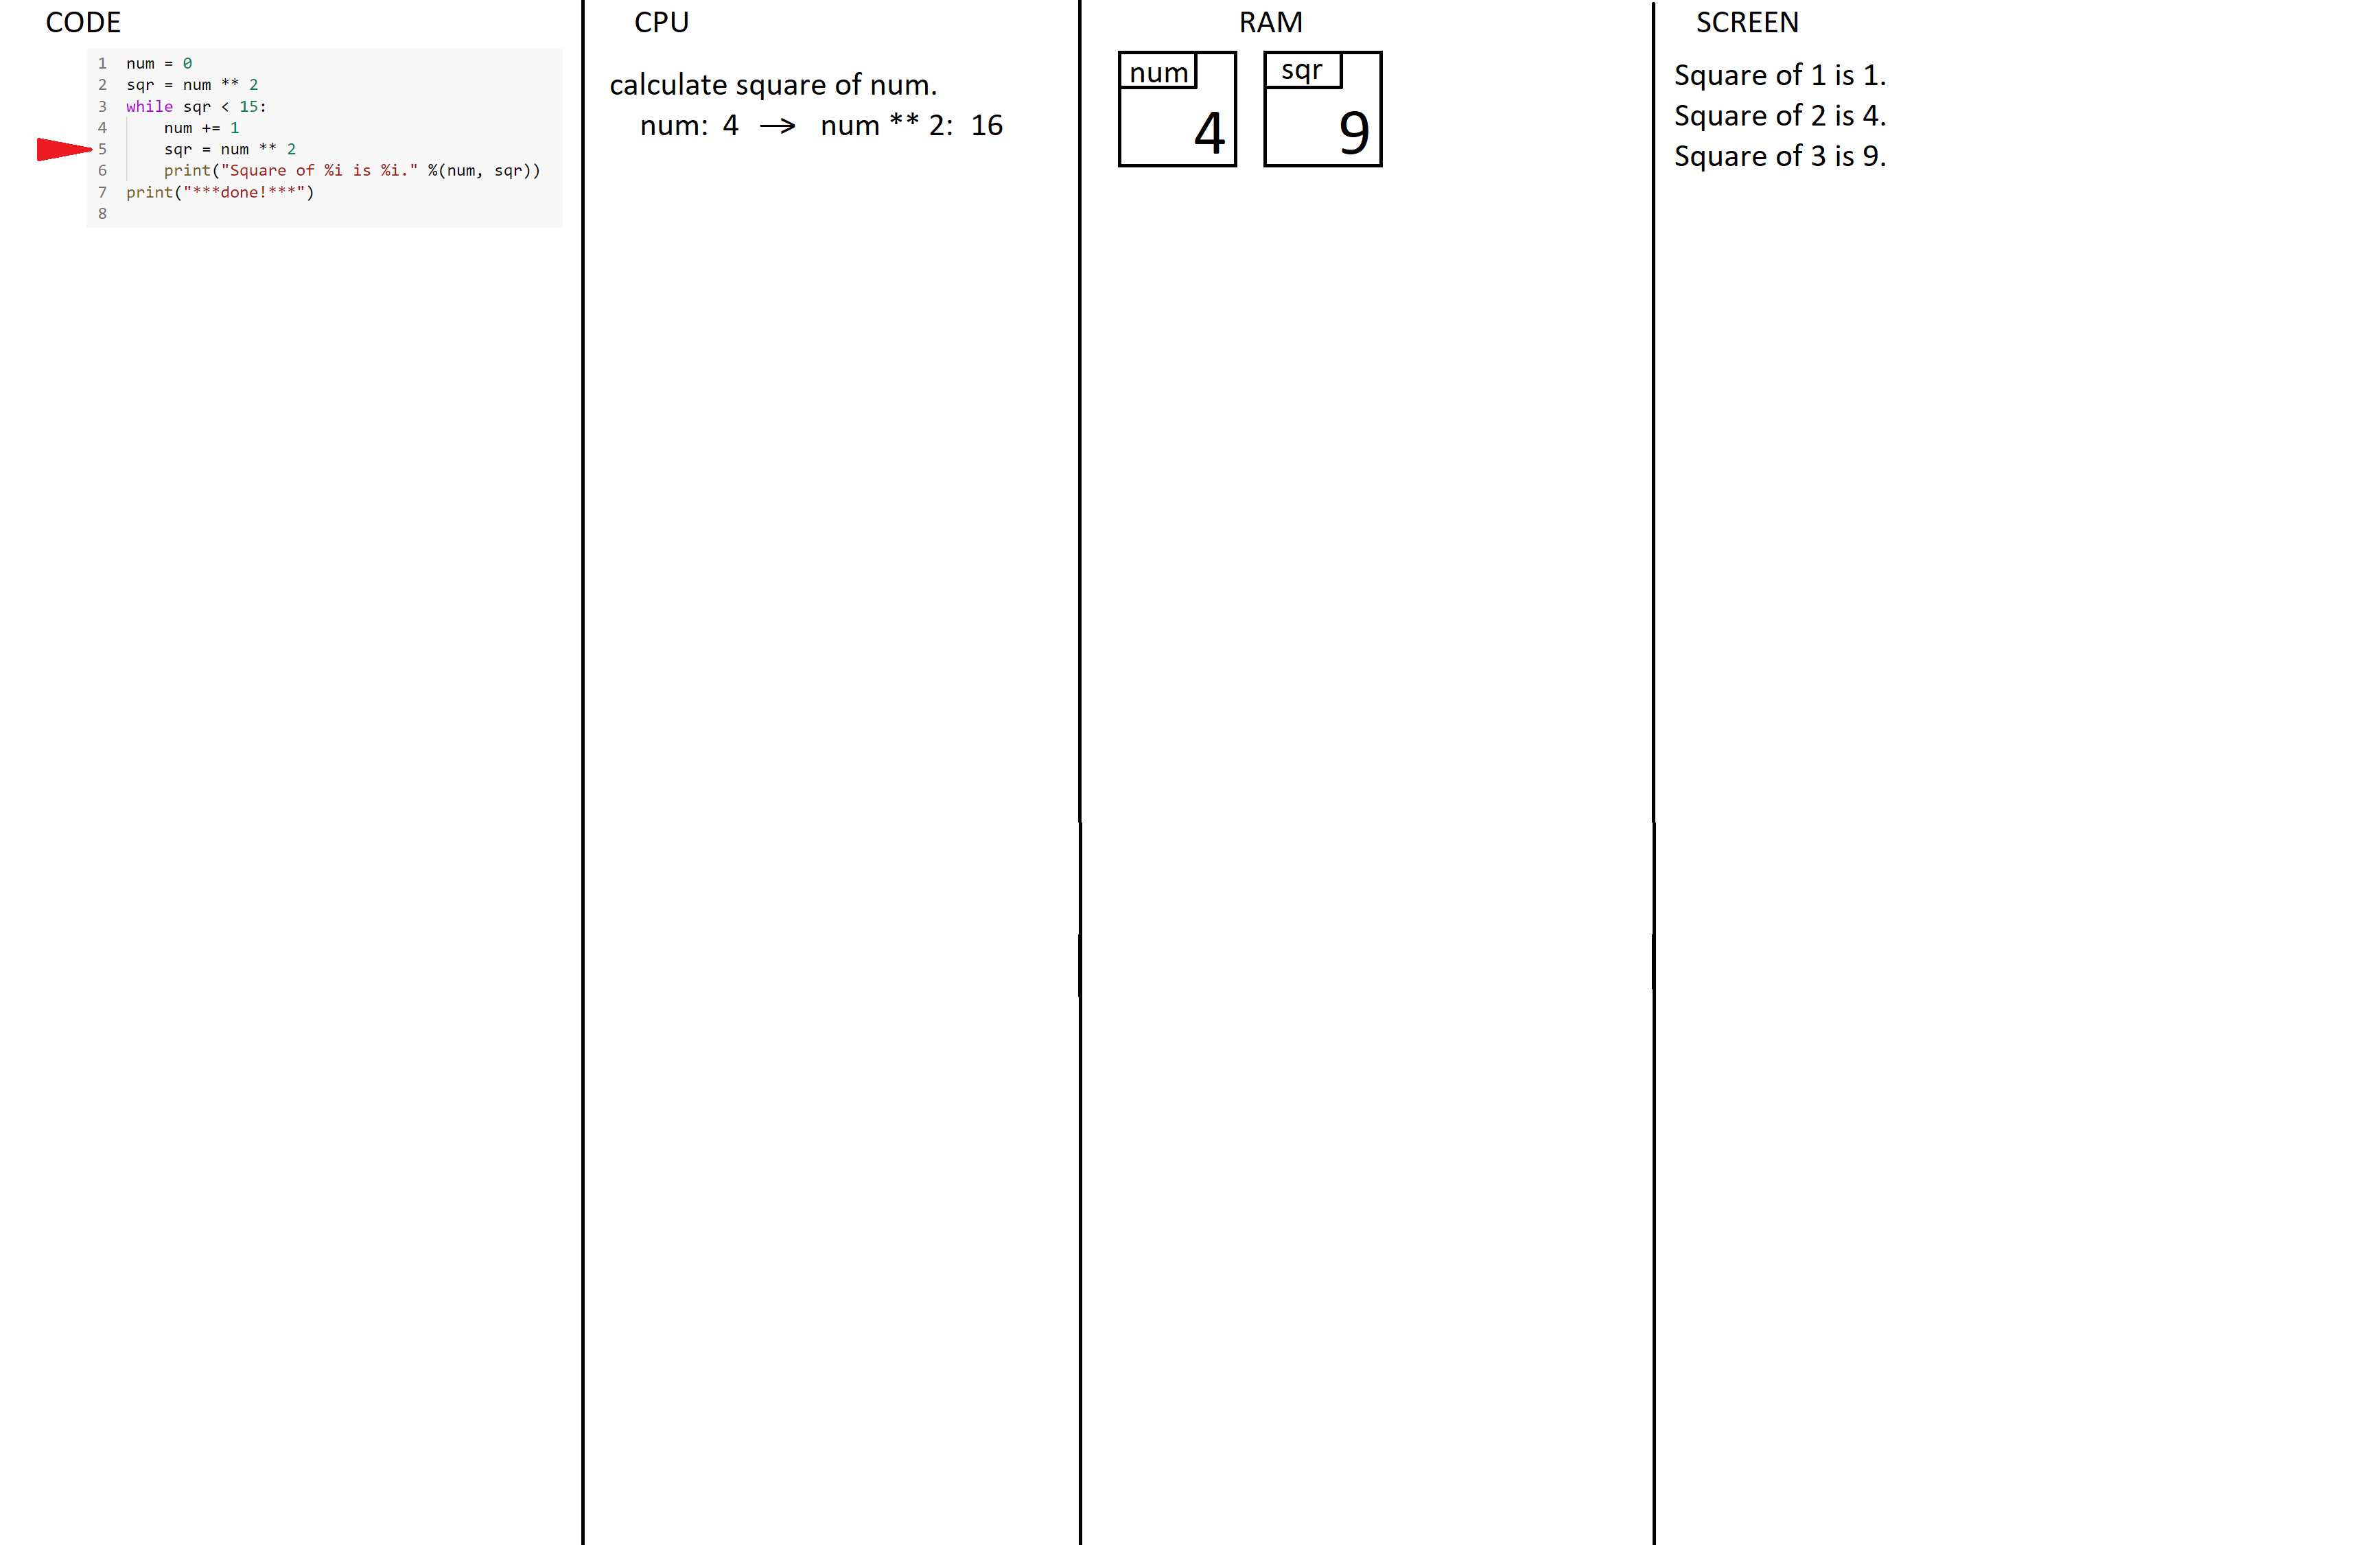 CODE
1 num = 0
2 sqr = num ** 2
3 while sqr < 15:
4     num += 1
5     sqr = num ** 2
6     print("Square of %i is %i." %(num, sqr))
7 print("***done!***")
8
CPU
calculate square of num.
num: 4 → num ** 2: 16
RAM
num
4
sqr
9
SCREEN
Square of 1 is 1.
Square of 2 is 4.
Square of 3 is 9.